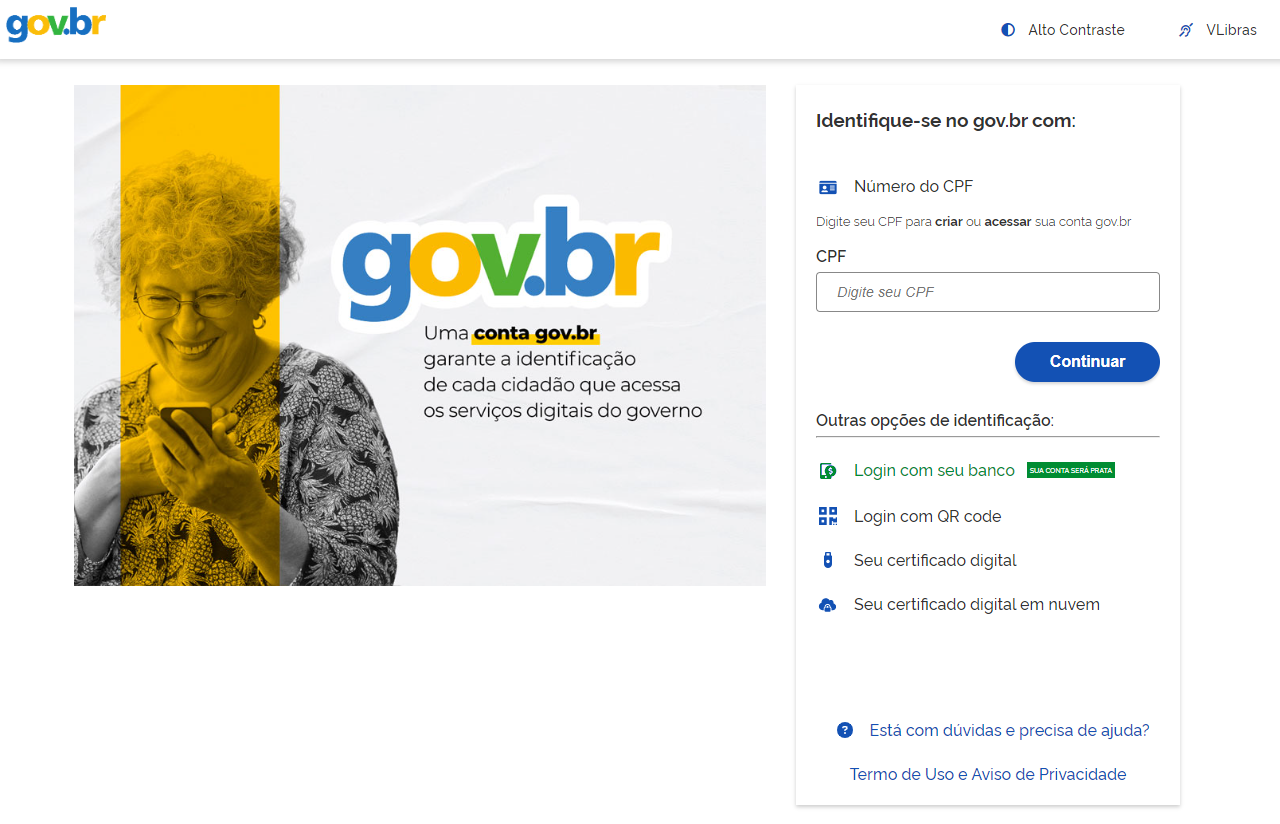 gov.br
Alto Contraste
VLibras
gov.br
Uma conta gov.br
garante a identificação
de cada cidadão que acessa
os serviços digitais do governo
Identifique-se no gov.br com:
Número do CPF
Digite seu CPF para criar ou acessar sua conta gov.br
CPF
Digite seu CPF
Continuar
Outras opções de identificação:
Login com seu banco SUA CONTA SERÁ PRATA
Login com QR code
Seu certificado digital
Seu certificado digital em nuvem
Está com dúvidas e precisa de ajuda?
Termo de Uso e Aviso de Privacidade